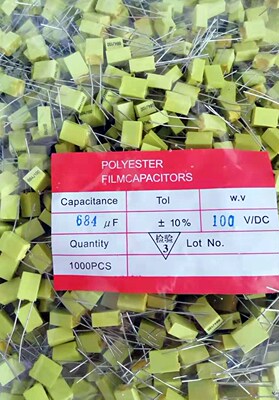 POLYESTER
FILMCAPACITORS
Capacitance Tol w.v
684 μF ± 10% 100 V/DC
Quantity 检验 3 Lot No.
1000PCS